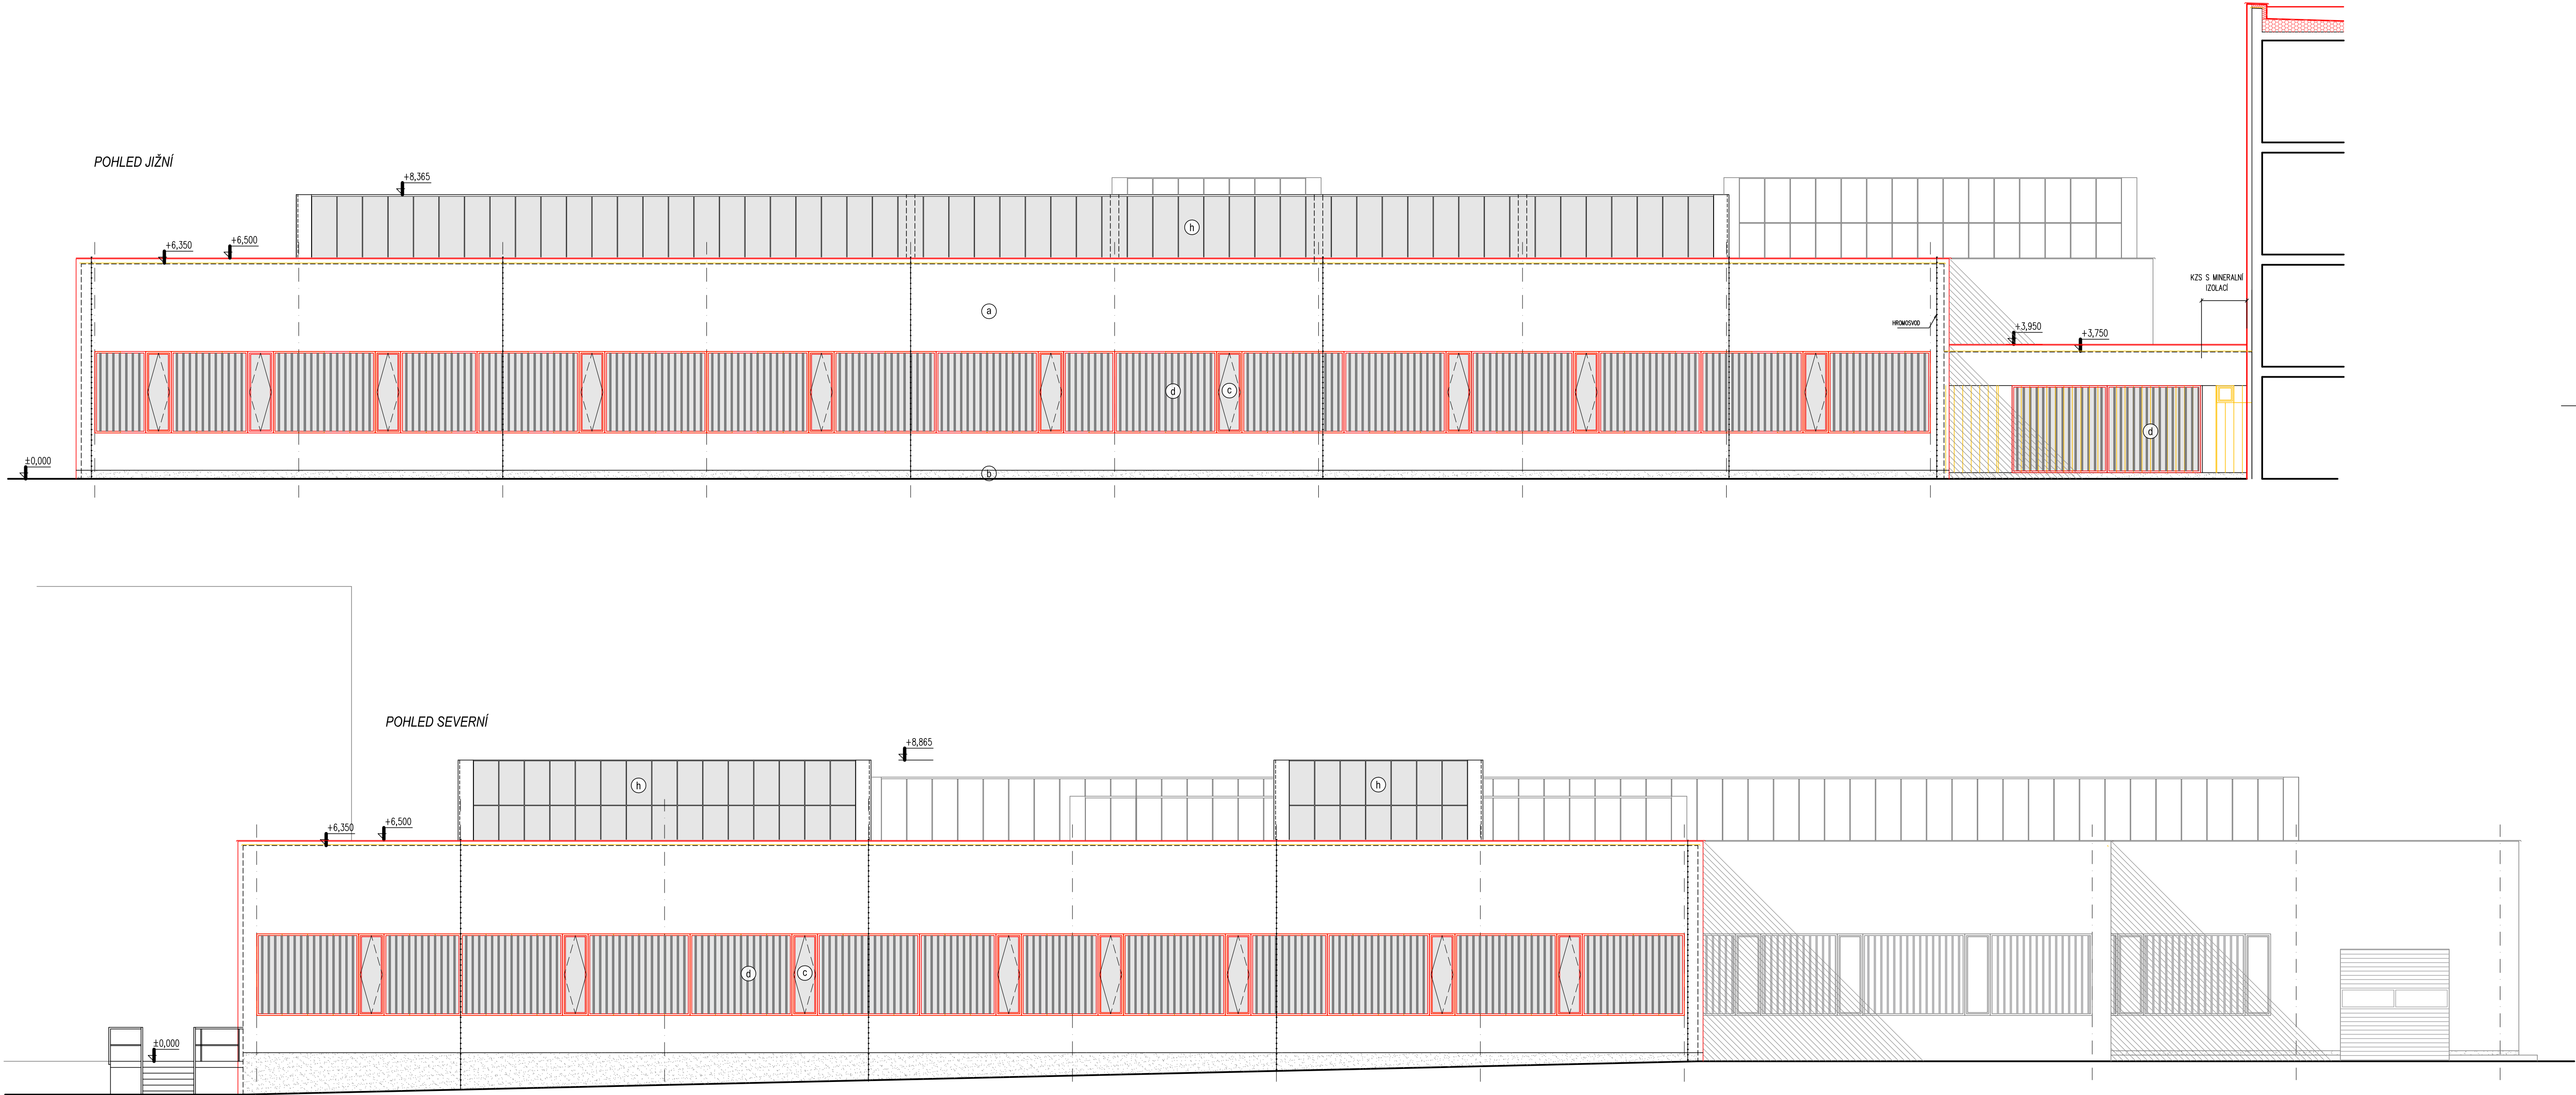 POHLED JIŽNÍ
+8,365
+6,350
+6,500
h
a
KZS S MINERALNÍ
IZOLACÍ
HROMOSVOD
+3,950
+3,750
d
c
d
±0,000
b
POHLED SEVERNÍ
+8,865
h
h
+6,350
+6,500
d
c
±0,000